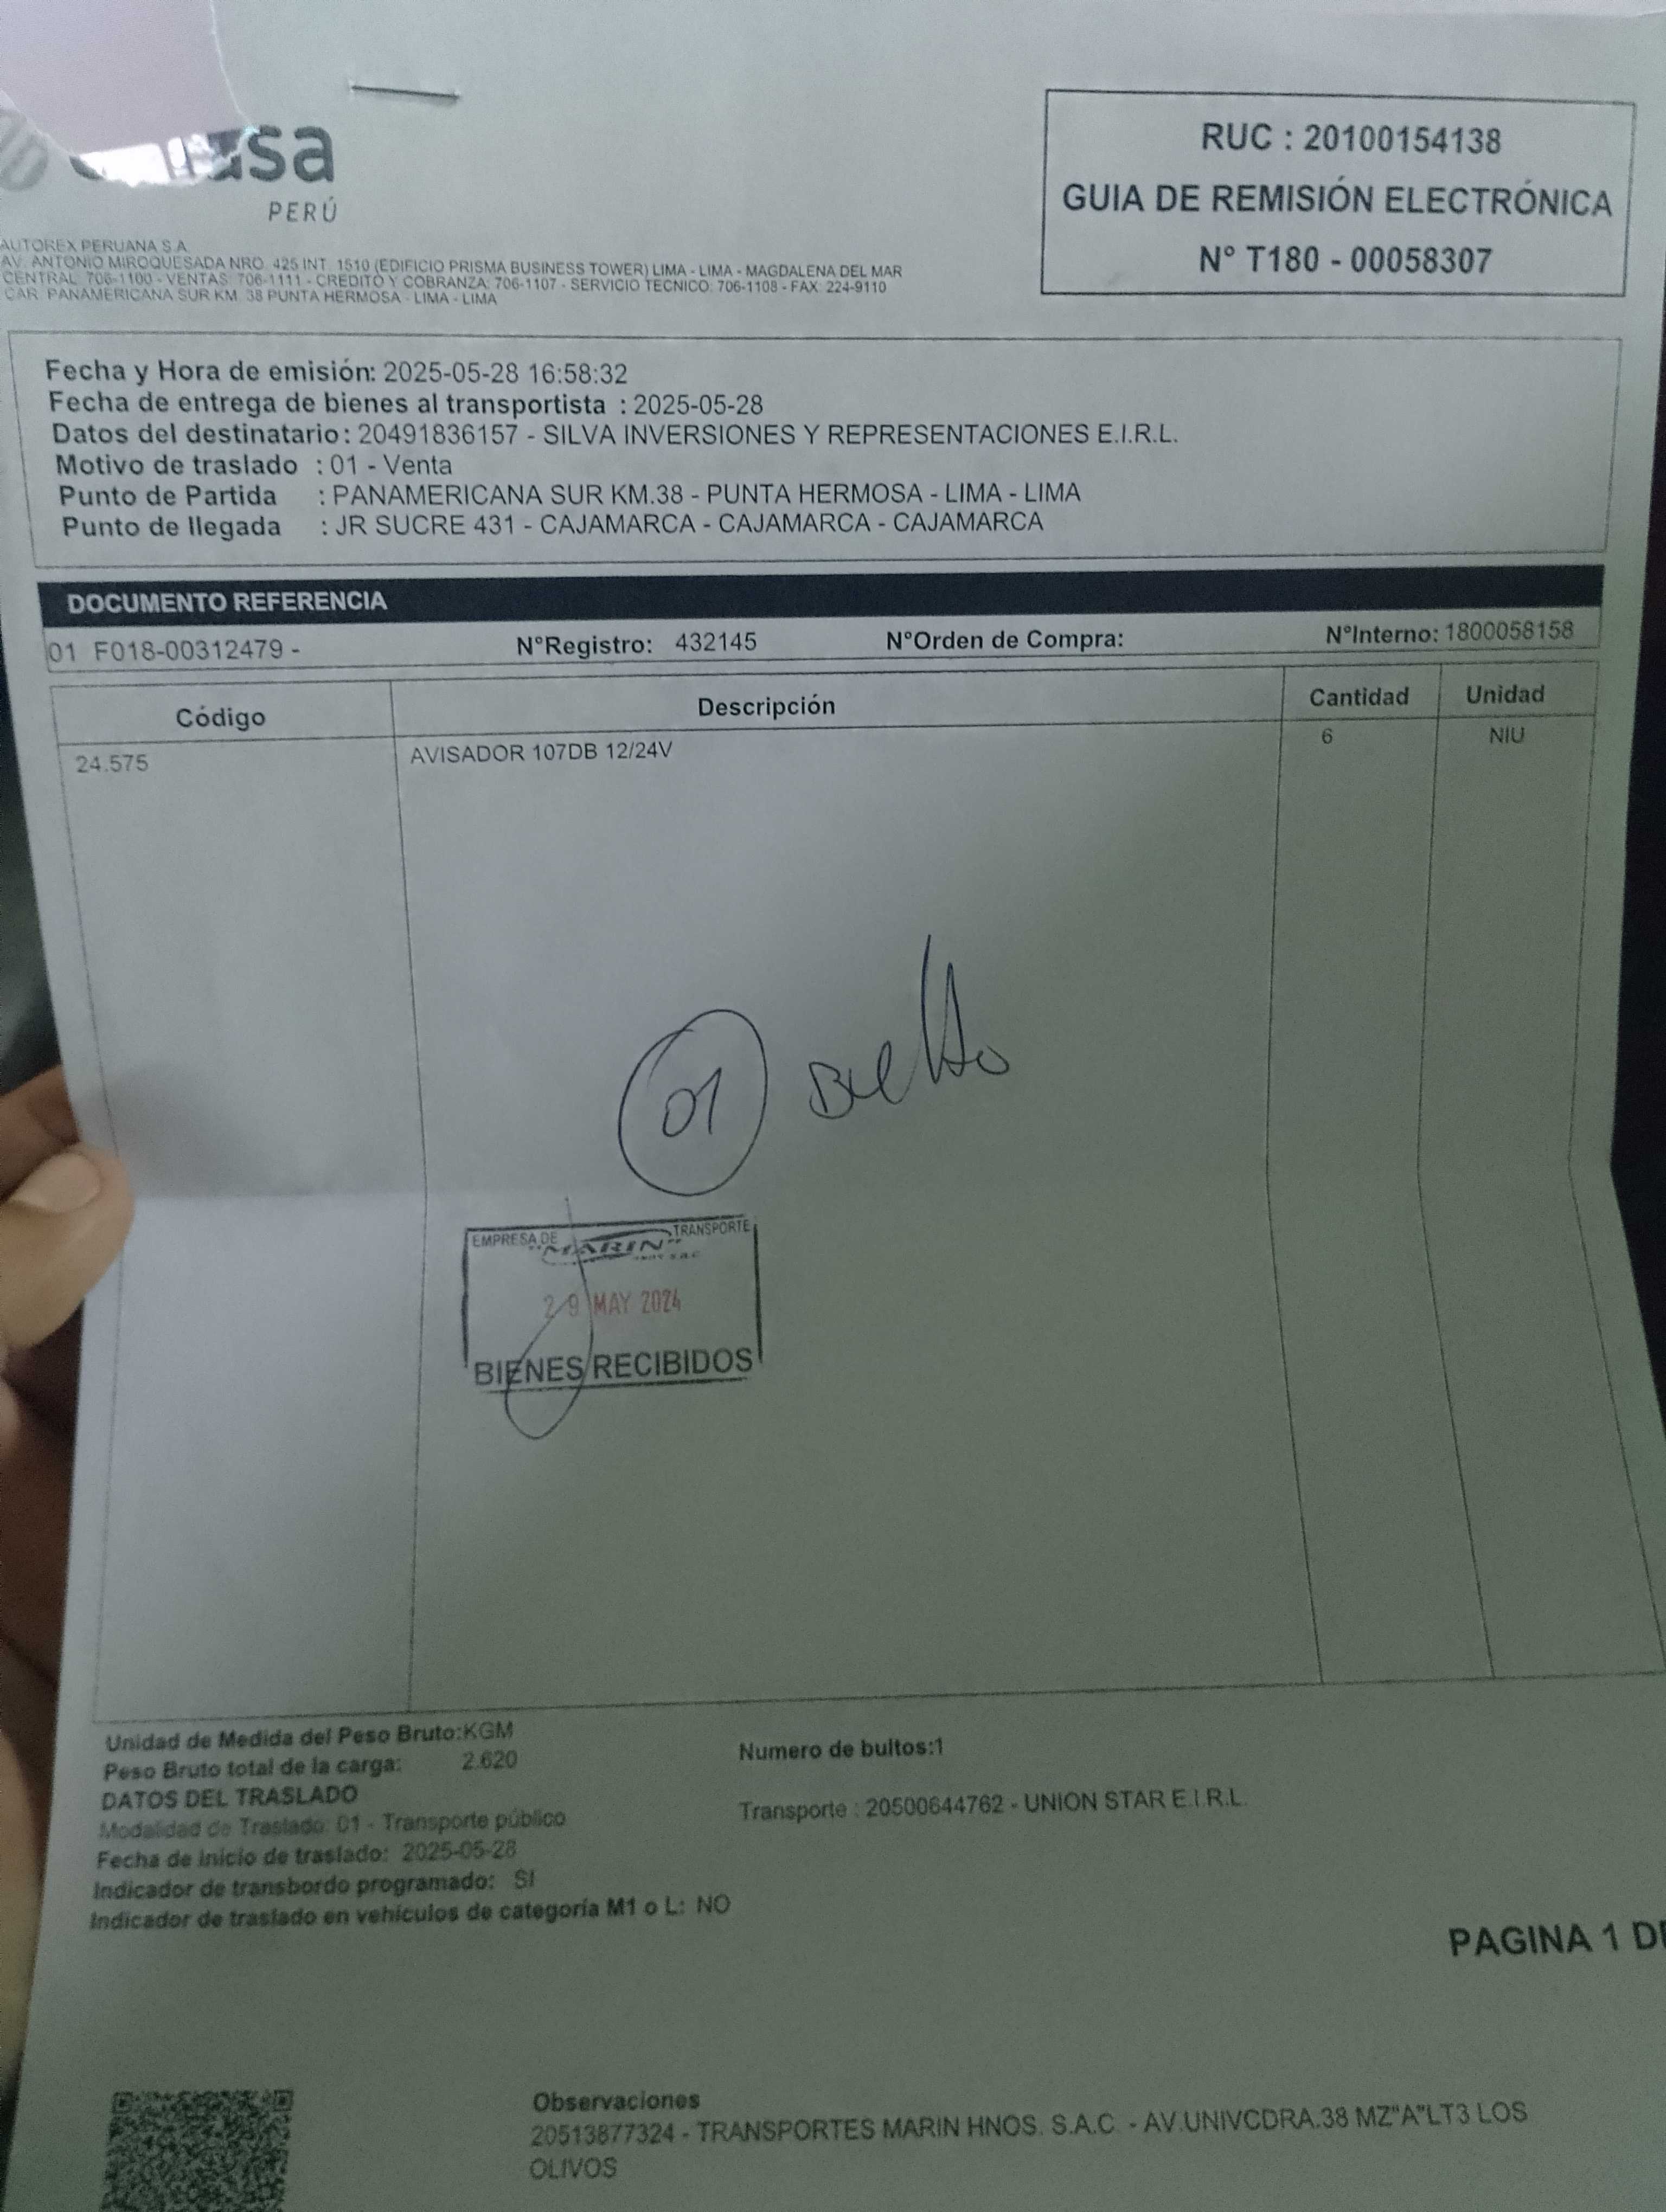 sa
PERÚ
AUTOREX PERUANA S.A.
AV. ANTONIO MIROQUESADA NRO. 425 INT. 1510 (EDIFICIO PRISMA BUSINESS TOWER) LIMA - LIMA - MAGDALENA DEL MAR
CENTRAL: 706-1100 - VENTAS: 706-1111 - CREDITO Y COBRANZA: 706-1107 - SERVICIO TECNICO: 706-1108 - FAX: 224-9110
CAR. PANAMERICANA SUR KM. 38 PUNTA HERMOSA - LIMA - LIMA
RUC : 20100154138
GUIA DE REMISIÓN ELECTRÓNICA
N° T180 - 00058307
Fecha y Hora de emisión: 2025-05-28 16:58:32
Fecha de entrega de bienes al transportista : 2025-05-28
Datos del destinatario: 20491836157 - SILVA INVERSIONES Y REPRESENTACIONES E.I.R.L.
Motivo de traslado : 01 - Venta
Punto de Partida : PANAMERICANA SUR KM.38 - PUNTA HERMOSA - LIMA - LIMA
Punto de llegada : JR SUCRE 431 - CAJAMARCA - CAJAMARCA - CAJAMARCA
DOCUMENTO REFERENCIA
01 F018-00312479 - N°Registro: 432145 N°Orden de Compra: N°Interno: 1800058158
Código Descripción Cantidad Unidad
24.575 AVISADOR 107DB 12/24V 6 NIU
01 Bulto
EMPRESA DE TRANSPORTE
"MARIN"
29 MAY 2024
BIENES RECIBIDOS
Unidad de Medida del Peso Bruto:KGM
Peso Bruto total de la carga: 2.620
Numero de bultos:1
DATOS DEL TRASLADO
Modalidad de Traslado: 01 - Transporte público
Transporte : 20500644762 - UNION STAR E.I.R.L.
Fecha de inicio de traslado: 2025-05-28
Indicador de transbordo programado: SI
Indicador de traslado en vehículos de categoría M1 o L: NO
PAGINA 1 DE
Observaciones
20513877324 - TRANSPORTES MARIN HNOS. S.A.C. - AV.UNIVCDRA.38 MZ"A"LT3 LOS
OLIVOS